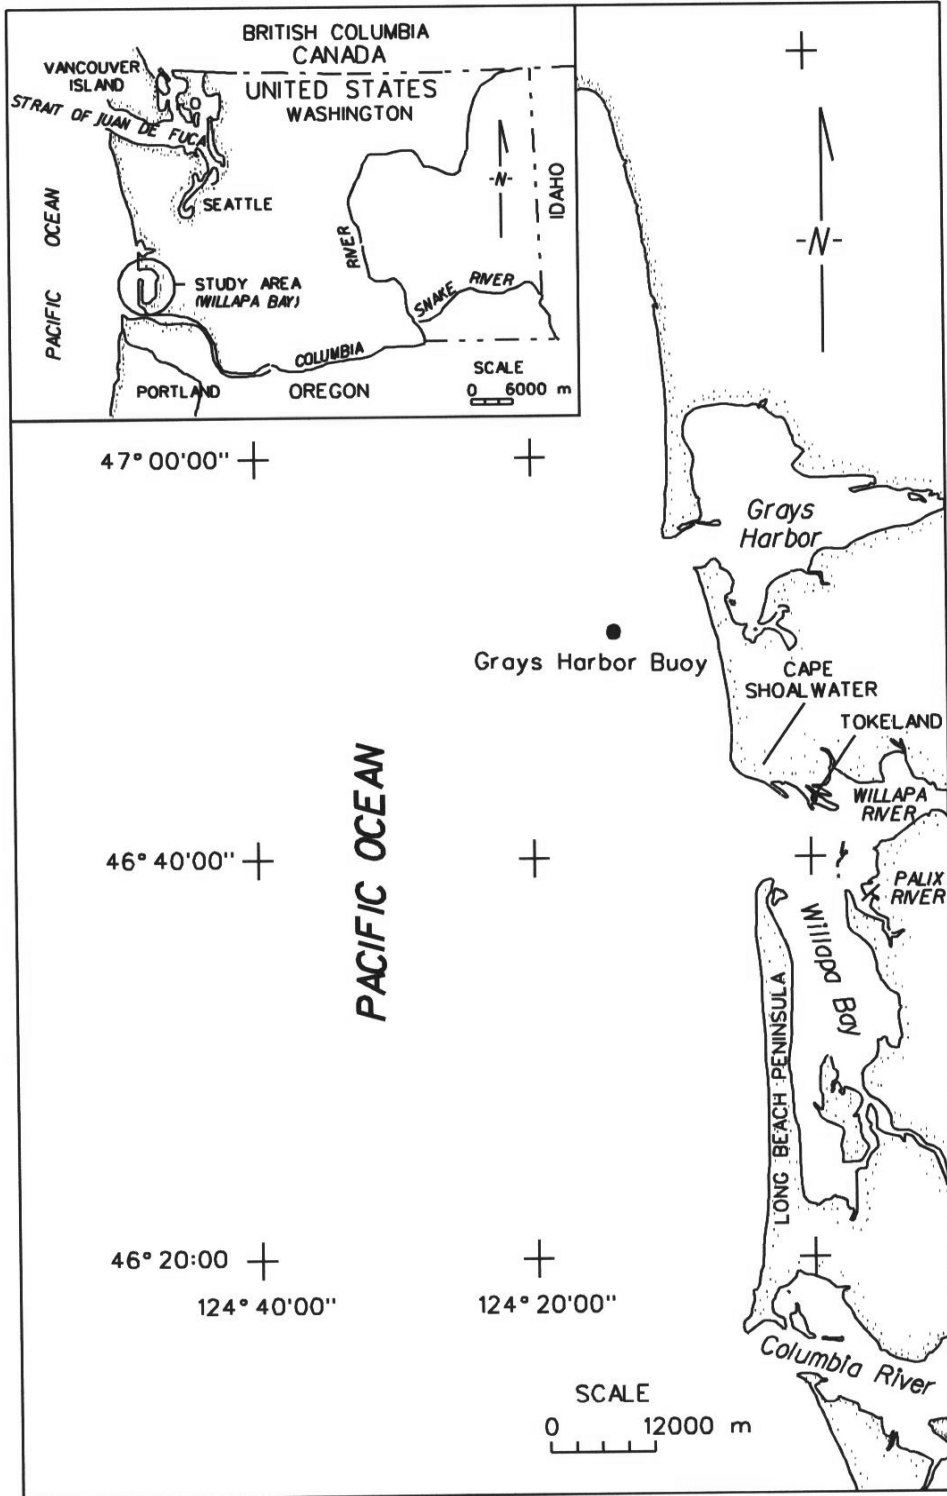 BRITISH COLUMBIA
CANADA
VANCOUVER
ISLAND
UNITED STATES
WASHINGTON
STRAIT OF JUAN DE FUCA
-N-
IDAHO
SEATTLE
PACIFIC OCEAN
RIVER
STUDY AREA
(WILLAPA BAY)
SNAKE RIVER
COLUMBIA
SCALE
0 6000 m
PORTLAND
OREGON
-N-
47° 00'00"
Grays
Harbor
Grays Harbor Buoy
CAPE
SHOALWATER
TOKELAND
WILLAPA
RIVER
PACIFIC OCEAN
46° 40'00"
PALIX
RIVER
Willapa Bay
LONG BEACH PENINSULA
46° 20:00
124° 40'00"
124° 20'00"
Columbia River
SCALE
0 12000 m